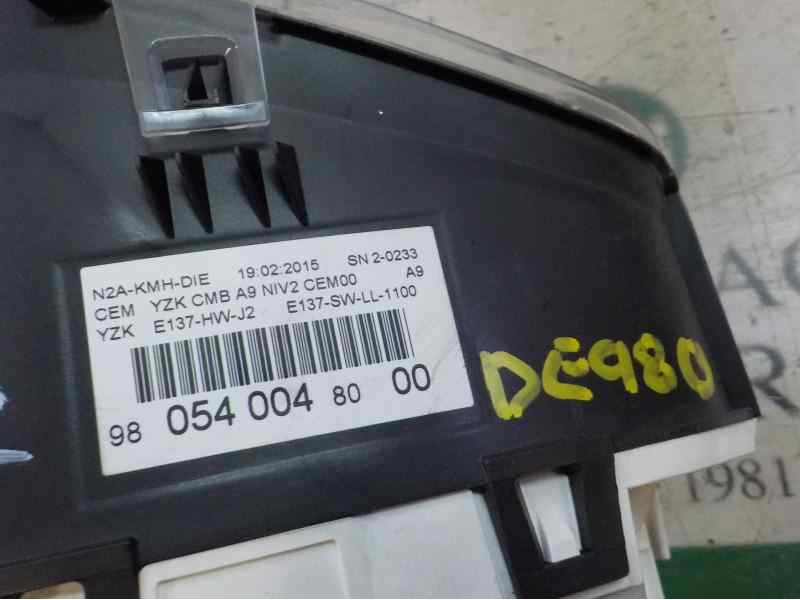 N2A-KMH-DIE 19:02:2015 SN 2-0233
CEM YZK CMB A9 NIV2 CEM00 A9
YZK E137-HW-J2 E137-SW-LL-1100
98 054 004 80 00
DE980
1981